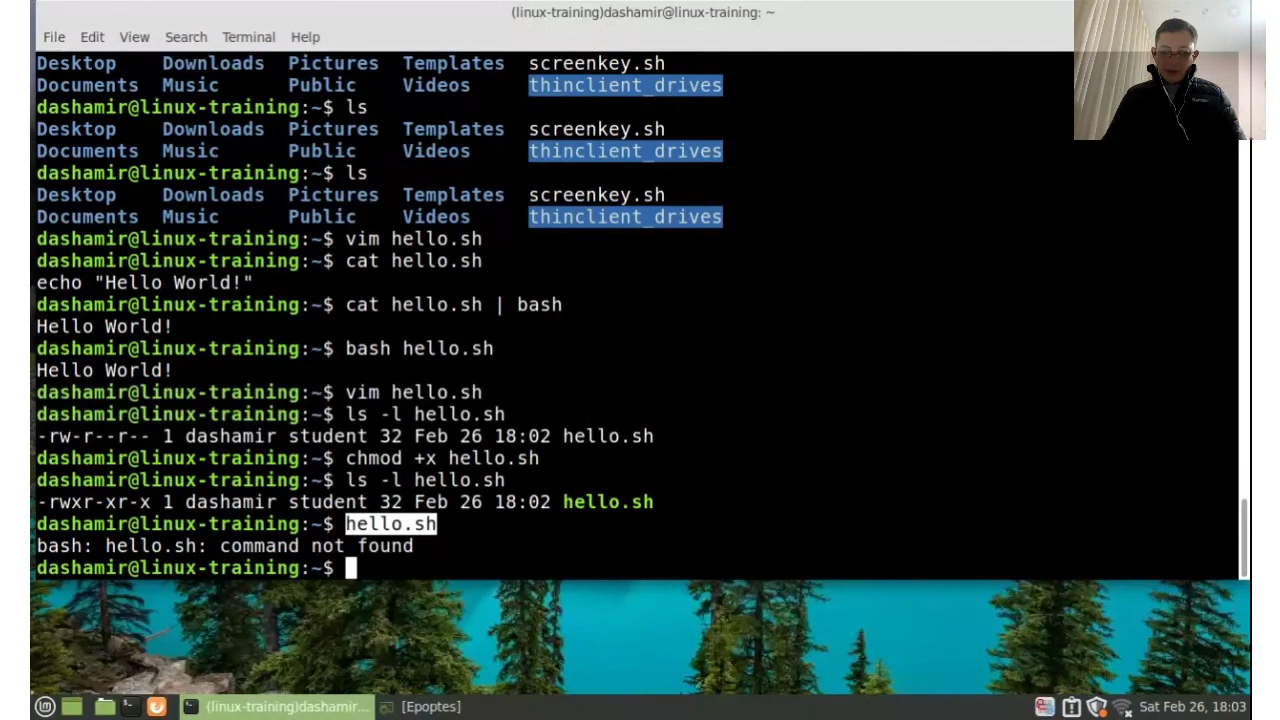 (linux-training)dashamir@linux-training: ~
File Edit View Search Terminal Help
Desktop Downloads Pictures Templates screenkey.sh
Documents Music Public Videos thinclient_drives
dashamir@linux-training:~$ ls
Desktop Downloads Pictures Templates screenkey.sh
Documents Music Public Videos thinclient_drives
dashamir@linux-training:~$ ls
Desktop Downloads Pictures Templates screenkey.sh
Documents Music Public Videos thinclient_drives
dashamir@linux-training:~$ vim hello.sh
dashamir@linux-training:~$ cat hello.sh
echo "Hello World!"
dashamir@linux-training:~$ cat hello.sh | bash
Hello World!
dashamir@linux-training:~$ bash hello.sh
Hello World!
dashamir@linux-training:~$ vim hello.sh
dashamir@linux-training:~$ ls -l hello.sh
-rw-r--r-- 1 dashamir student 32 Feb 26 18:02 hello.sh
dashamir@linux-training:~$ chmod +x hello.sh
dashamir@linux-training:~$ ls -l hello.sh
-rwxr-xr-x 1 dashamir student 32 Feb 26 18:02 hello.sh
dashamir@linux-training:~$ hello.sh
bash: hello.sh: command not found
dashamir@linux-training:~$
(linux-training)dashamir... [Epoptes] Sat Feb 26, 18:03